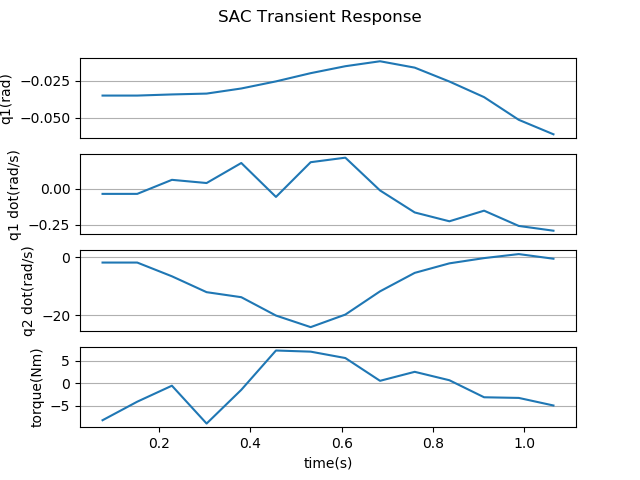 SAC Transient Response
q1(rad)
−0.025
−0.050
q1 dot(rad/s)
0.00
−0.25
q2 dot(rad/s)
0
−20
torque(Nm)
5
0
−5
0.2 0.4 0.6 0.8 1.0
time(s)